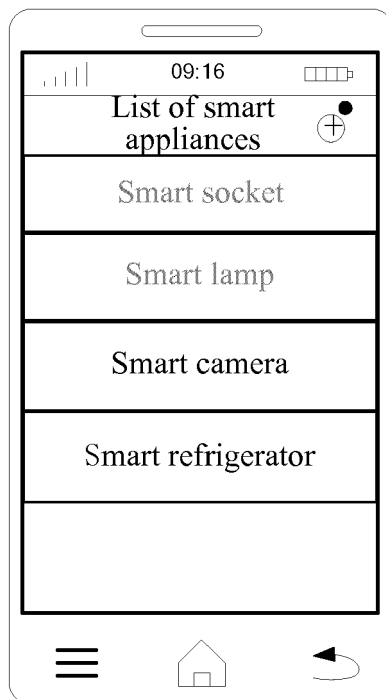 09:16
List of smart
appliances
Smart socket
Smart lamp
Smart camera
Smart refrigerator